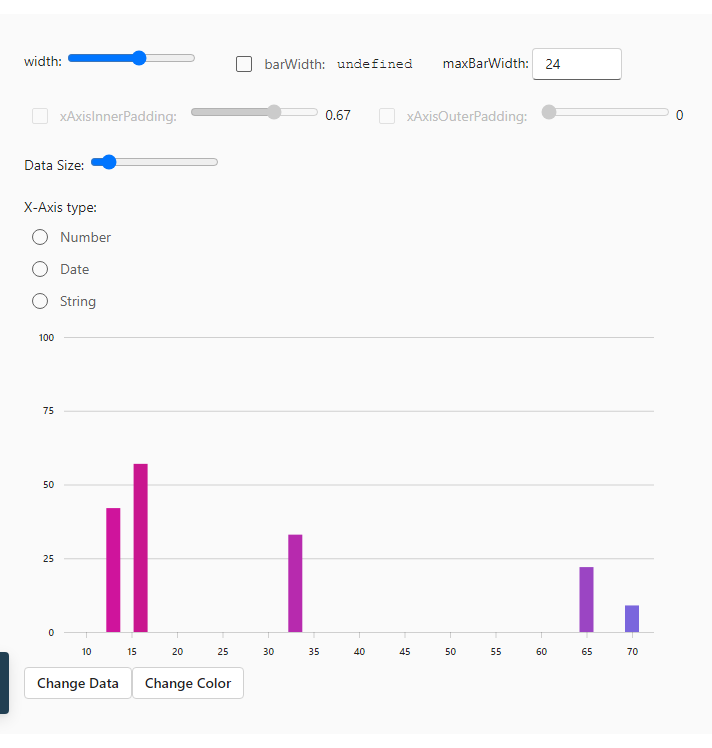 width: barWidth: undefined maxBarWidth: 24
xAxisInnerPadding: 0.67 xAxisOuterPadding: 0
Data Size:
X-Axis type:
Number
Date
String
100
75
50
25
0
10 15 20 25 30 35 40 45 50 55 60 65 70
Change Data Change Color